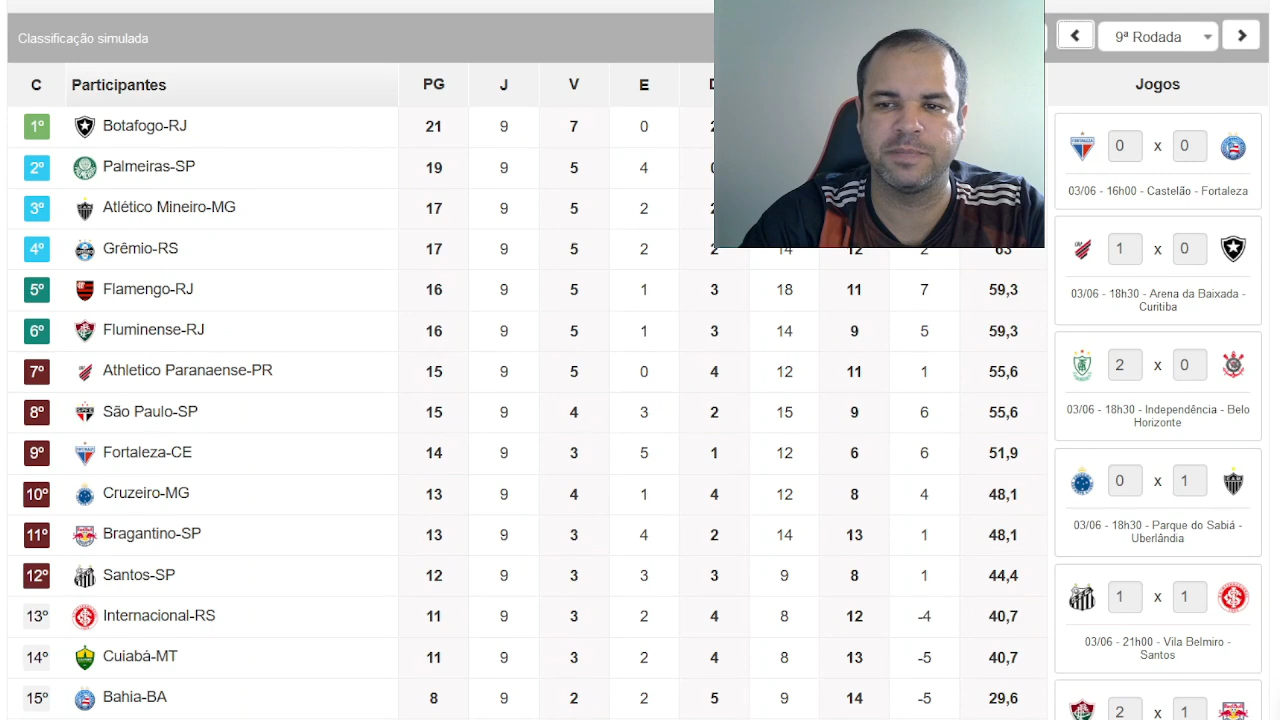 Classificação simulada
9ª Rodada
C Participantes PG J V E
1º Botafogo-RJ 21 9 7 0
2º Palmeiras-SP 19 9 5 4
3º Atlético Mineiro-MG 17 9 5 2
4º Grêmio-RS 17 9 5 2 2 14 12 2 63
5º Flamengo-RJ 16 9 5 1 3 18 11 7 59,3
6º Fluminense-RJ 16 9 5 1 3 14 9 5 59,3
7º Athletico Paranaense-PR 15 9 5 0 4 12 11 1 55,6
8º São Paulo-SP 15 9 4 3 2 15 9 6 55,6
9º Fortaleza-CE 14 9 3 5 1 12 6 6 51,9
10º Cruzeiro-MG 13 9 4 1 4 12 8 4 48,1
11º Bragantino-SP 13 9 3 4 2 14 13 1 48,1
12º Santos-SP 12 9 3 3 3 9 8 1 44,4
13º Internacional-RS 11 9 3 2 4 8 12 -4 40,7
14º Cuiabá-MT 11 9 3 2 4 8 13 -5 40,7
15º Bahia-BA 8 9 2 2 5 9 14 -5 29,6
Jogos
0 x 0
03/06 - 16h00 - Castelão - Fortaleza
1 x 0
03/06 - 18h30 - Arena da Baixada -
Curitiba
2 x 0
03/06 - 18h30 - Independência - Belo
Horizonte
0 x 1
03/06 - 18h30 - Parque do Sabiá -
Uberlândia
1 x 1
03/06 - 21h00 - Vila Belmiro -
Santos
2 x 1